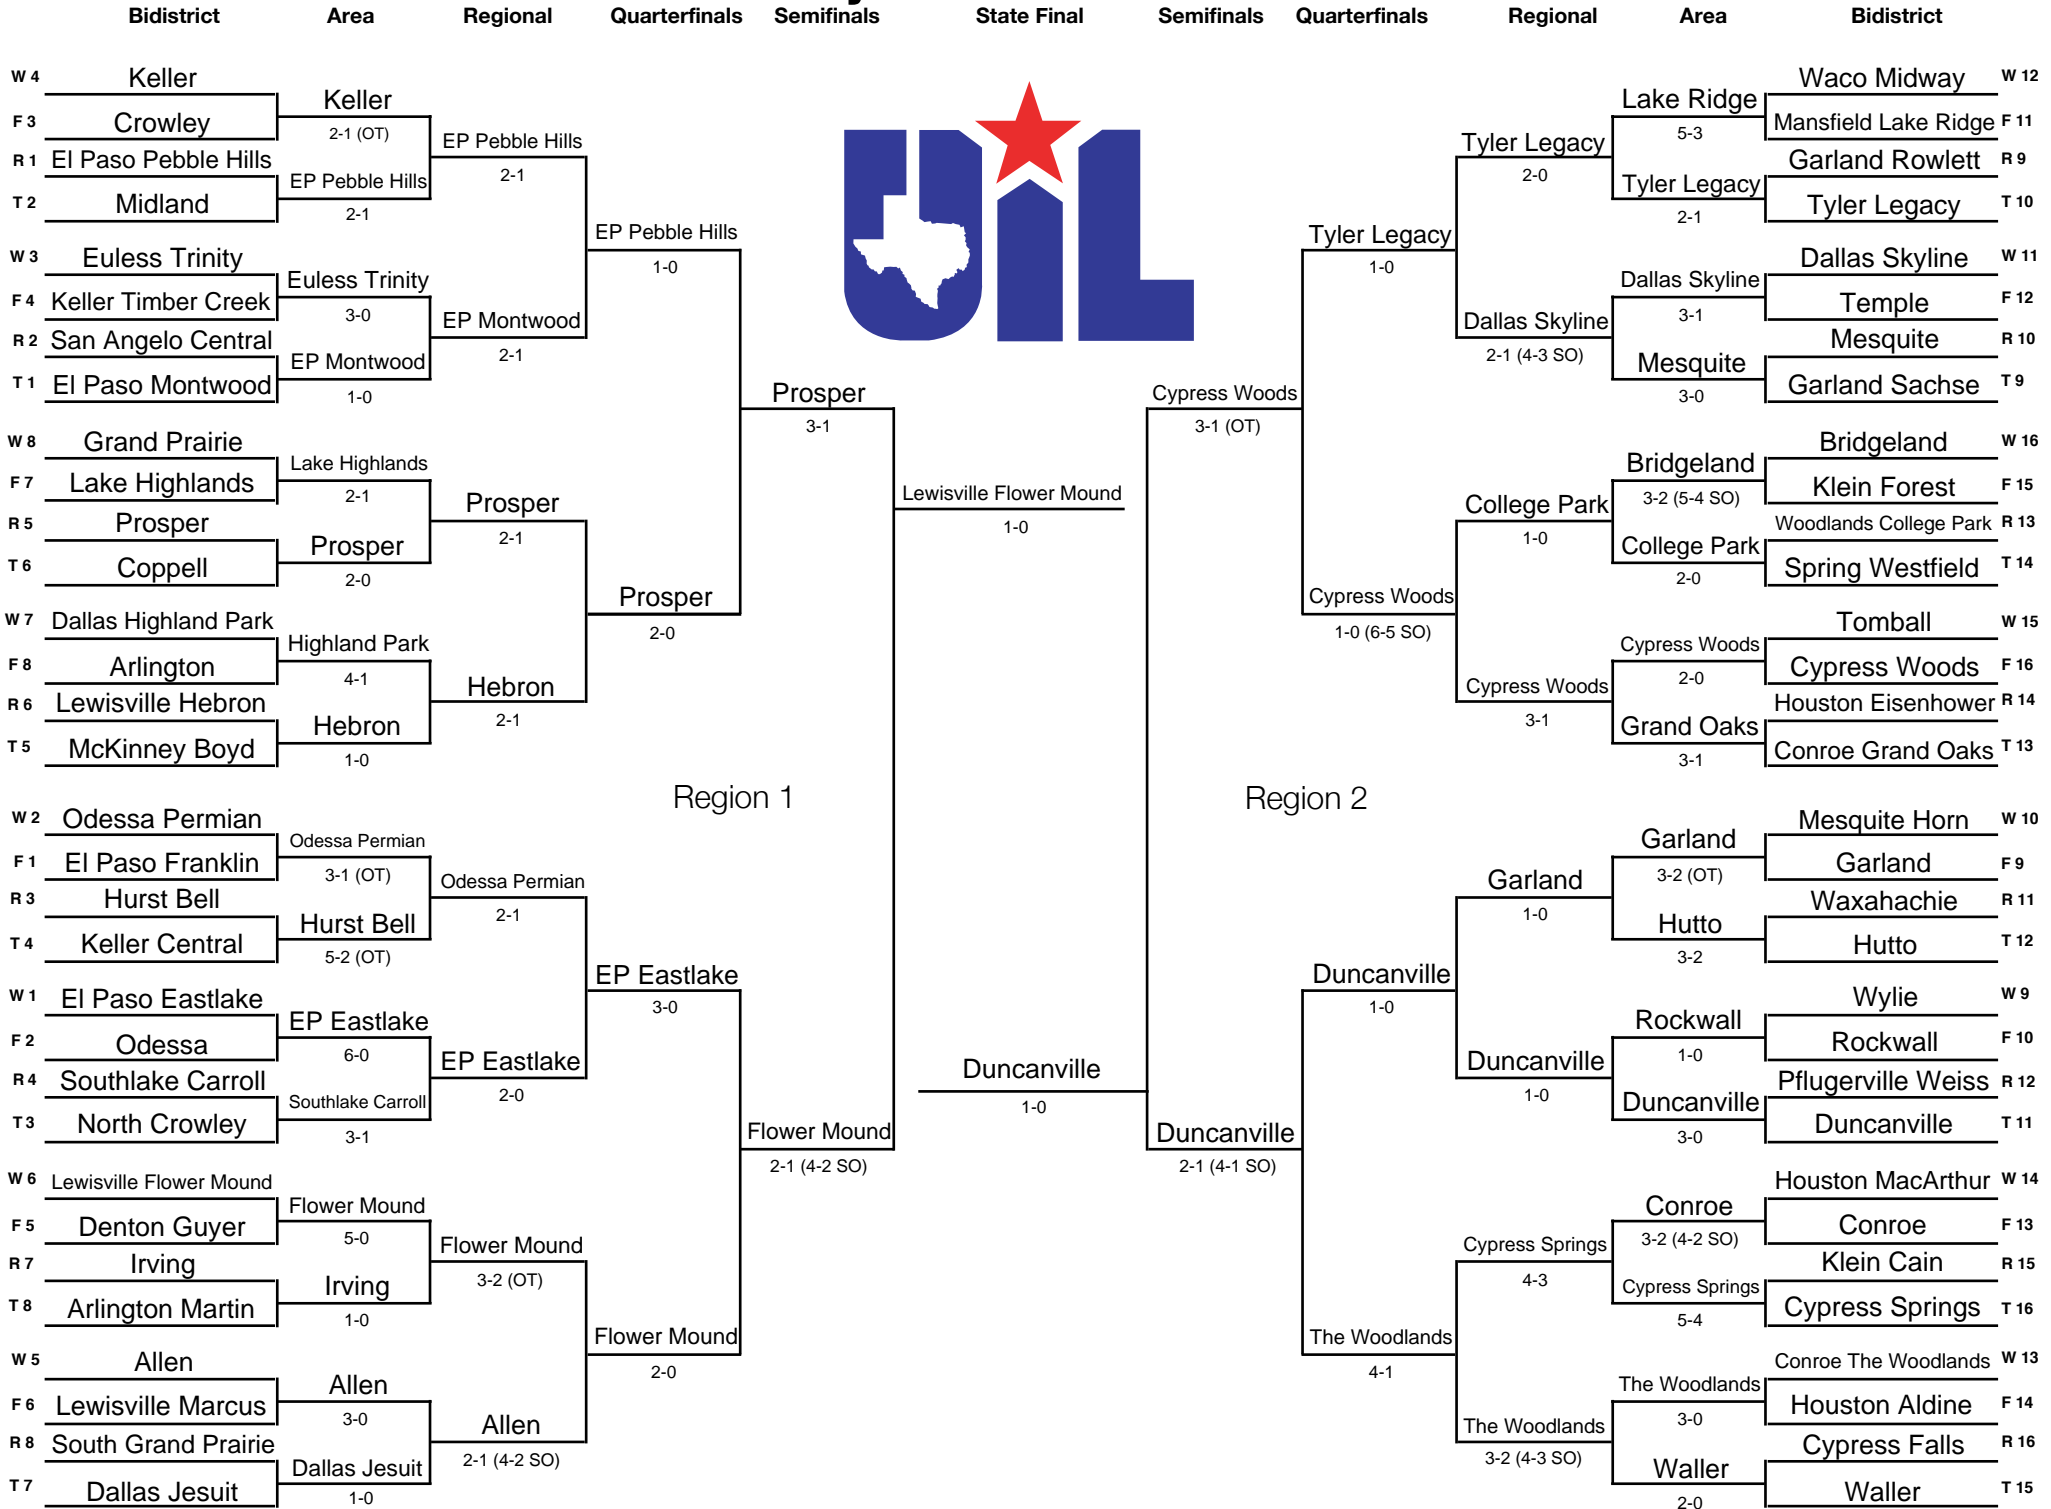 Bidistrict Area Regional Quarterfinals Semifinals State Final Semifinals Quarterfinals Regional Area Bidistrict
W 4 Keller
F 3 Crowley
R 1 El Paso Pebble Hills
T 2 Midland
W 3 Euless Trinity
F 4 Keller Timber Creek
R 2 San Angelo Central
T 1 El Paso Montwood
W 8 Grand Prairie
F 7 Lake Highlands
R 5 Prosper
T 6 Coppell
W 7 Dallas Highland Park
F 8 Arlington
R 6 Lewisville Hebron
T 5 McKinney Boyd
W 2 Odessa Permian
F 1 El Paso Franklin
R 3 Hurst Bell
T 4 Keller Central
W 1 El Paso Eastlake
F 2 Odessa
R 4 Southlake Carroll
T 3 North Crowley
W 6 Lewisville Flower Mound
F 5 Denton Guyer
R 7 Irving
T 8 Arlington Martin
W 5 Allen
F 6 Lewisville Marcus
R 8 South Grand Prairie
T 7 Dallas Jesuit
Keller
2-1 (OT)
EP Pebble Hills
2-1
Euless Trinity
3-0
EP Montwood
1-0
Lake Highlands
2-1
Prosper
2-0
Highland Park
4-1
Hebron
1-0
Odessa Permian
3-1 (OT)
Hurst Bell
5-2 (OT)
EP Eastlake
6-0
Southlake Carroll
3-1
Flower Mound
5-0
Irving
1-0
Allen
3-0
Dallas Jesuit
1-0
EP Pebble Hills
2-1
EP Montwood
2-1
Prosper
2-1
Hebron
2-1
Odessa Permian
2-1
EP Eastlake
2-0
Flower Mound
3-2 (OT)
Allen
2-1 (4-2 SO)
EP Pebble Hills
1-0
Prosper
2-0
Region 1
EP Eastlake
3-0
Flower Mound
2-0
Prosper
3-1
Flower Mound
2-1 (4-2 SO)
UIL
Lewisville Flower Mound
1-0
Duncanville
1-0
Cypress Woods
3-1 (OT)
Duncanville
2-1 (4-1 SO)
Tyler Legacy
1-0
Cypress Woods
1-0 (6-5 SO)
Region 2
Duncanville
1-0
The Woodlands
4-1
Tyler Legacy
2-0
Dallas Skyline
2-1 (4-3 SO)
College Park
1-0
Cypress Woods
3-1
Garland
1-0
Duncanville
1-0
Cypress Springs
4-3
The Woodlands
3-2 (4-3 SO)
Lake Ridge
5-3
Tyler Legacy
2-1
Dallas Skyline
3-1
Mesquite
3-0
Bridgeland
3-2 (5-4 SO)
College Park
2-0
Cypress Woods
2-0
Grand Oaks
3-1
Garland
3-2 (OT)
Hutto
3-2
Rockwall
1-0
Duncanville
3-0
Conroe
3-2 (4-2 SO)
Cypress Springs
5-4
The Woodlands
3-0
Waller
2-0
Waco Midway W 12
Mansfield Lake Ridge F 11
Garland Rowlett R 9
Tyler Legacy T 10
Dallas Skyline W 11
Temple F 12
Mesquite R 10
Garland Sachse T 9
Bridgeland W 16
Klein Forest F 15
Woodlands College Park R 13
Spring Westfield T 14
Tomball W 15
Cypress Woods F 16
Houston Eisenhower R 14
Conroe Grand Oaks T 13
Mesquite Horn W 10
Garland F 9
Waxahachie R 11
Hutto T 12
Wylie W 9
Rockwall F 10
Pflugerville Weiss R 12
Duncanville T 11
Houston MacArthur W 14
Conroe F 13
Klein Cain R 15
Cypress Springs T 16
Conroe The Woodlands W 13
Houston Aldine F 14
Cypress Falls R 16
Waller T 15